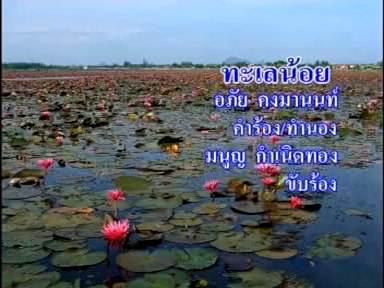 ทะเลน้อย
อภัย คงมานนท์
คำร้อง/ทำนอง
มนูญ กำเนิดทอง
ขับร้อง